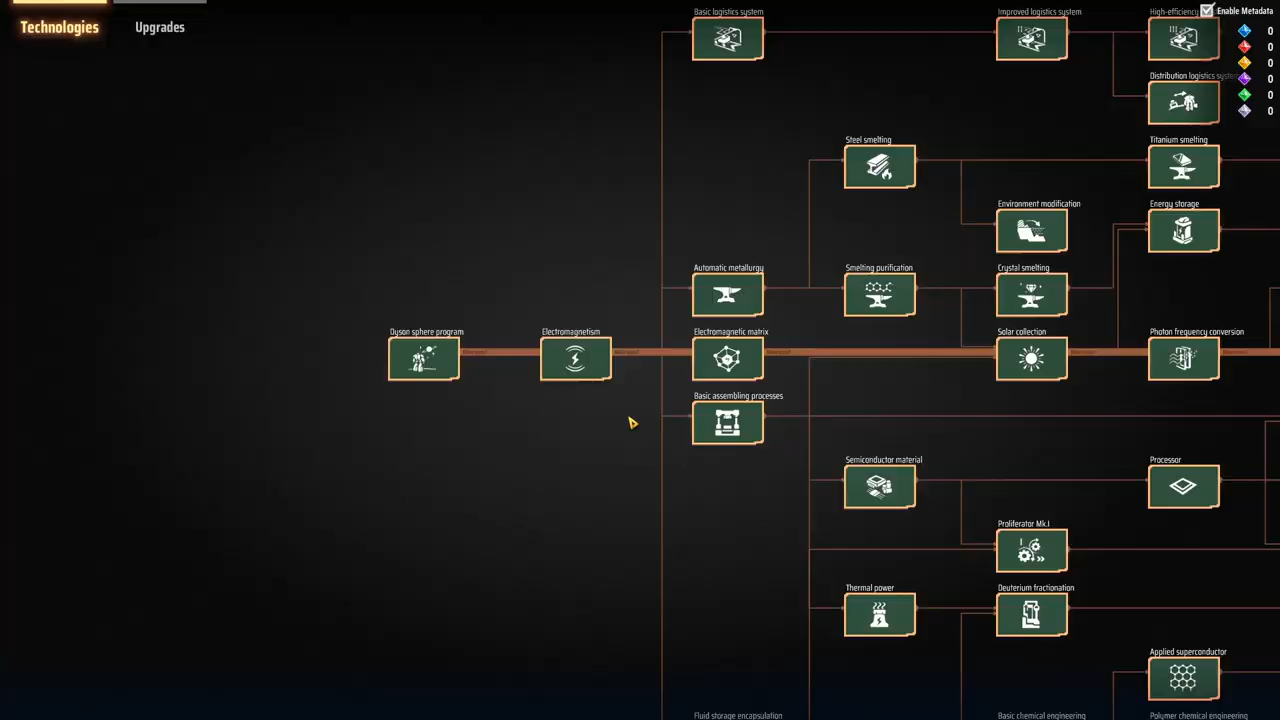 Technologies
Upgrades
Basic logistics system
Improved logistics system
High-efficiency
Enable Metadata
0
0
0
0
0
0
Distribution logistics system
Steel smelting
Titanium smelting
Environment modification
Energy storage
Automatic metallurgy
Smelting purification
Crystal smelting
Dyson sphere program
Electromagnetism
Electromagnetic matrix
Solar collection
Photon frequency conversion
Basic assembling processes
Semiconductor material
Processor
Proliferator Mk.I
Thermal power
Deuterium fractionation
Applied superconductor
Fluid storage encapsulation
Basic chemical engineering
Polymer chemical engineering